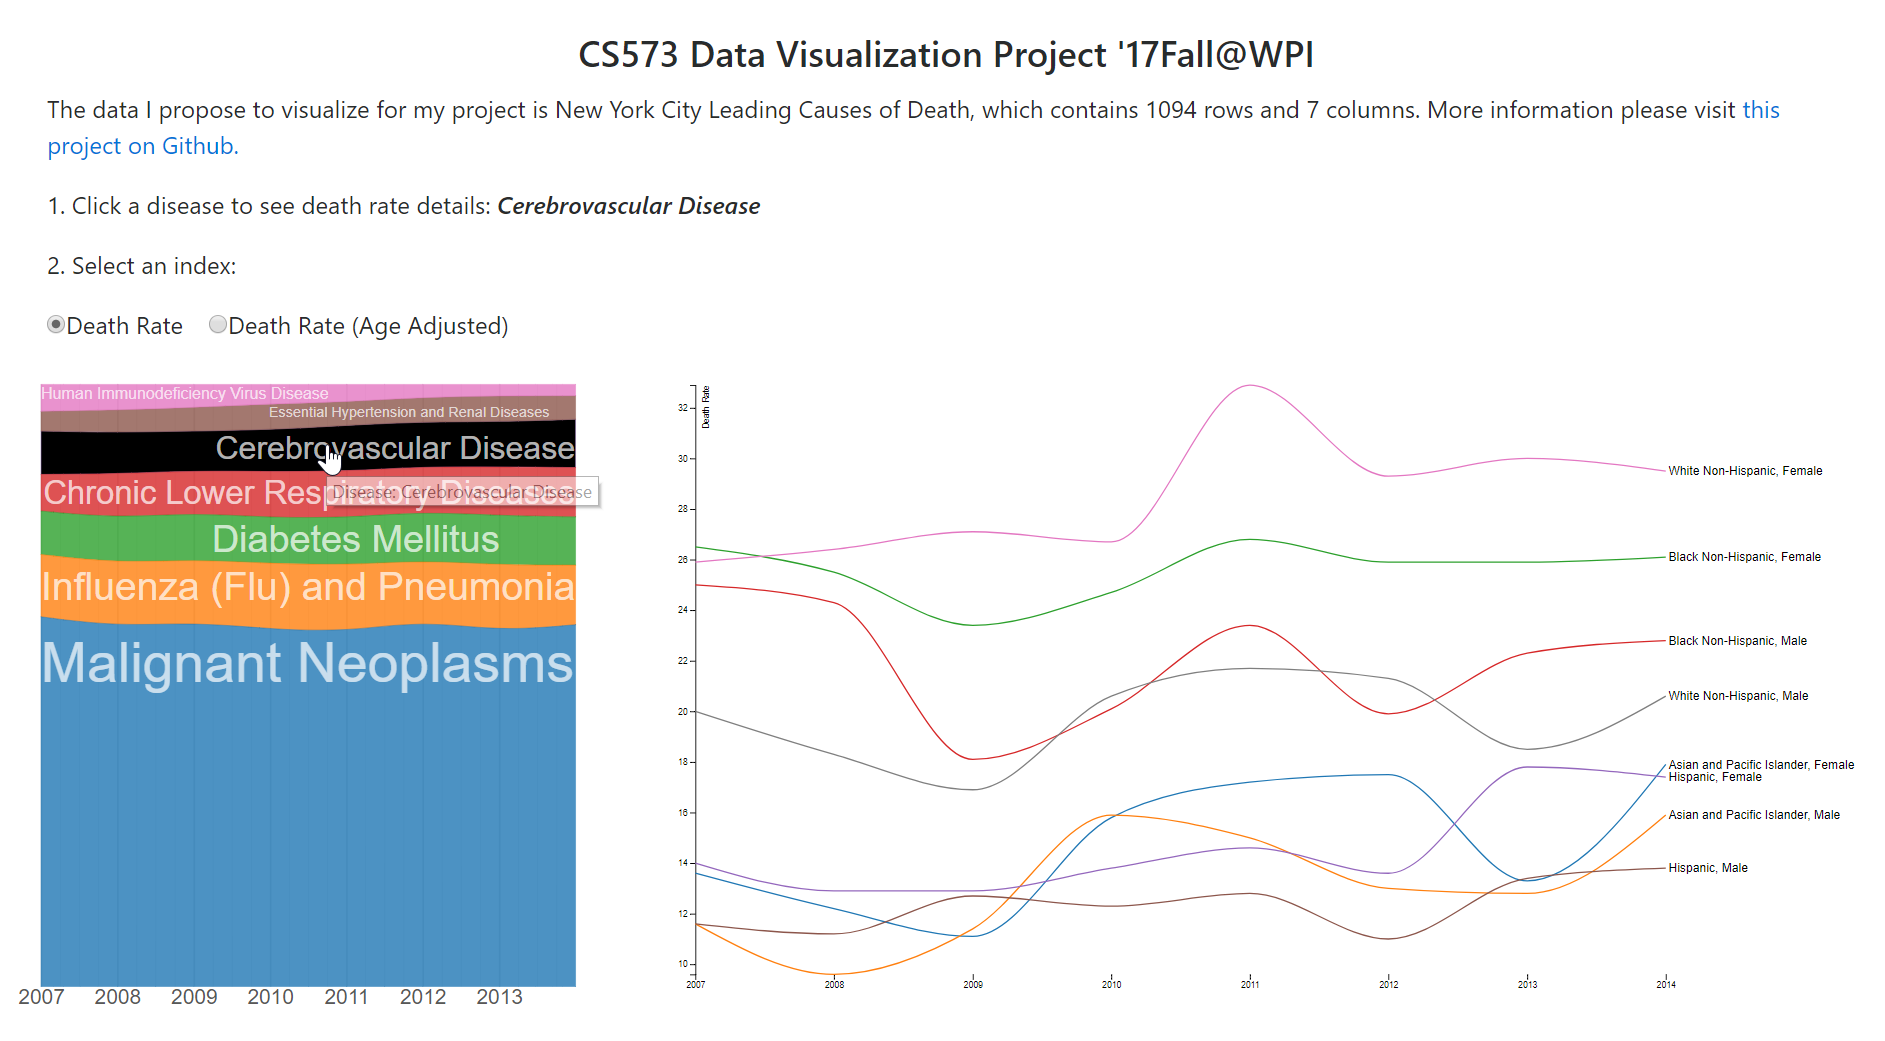 CS573 Data Visualization Project '17Fall@WPI
The data I propose to visualize for my project is New York City Leading Causes of Death, which contains 1094 rows and 7 columns. More information please visit this
project on Github.
1. Click a disease to see death rate details: Cerebrovascular Disease
2. Select an index:
Death Rate Death Rate (Age Adjusted)
Human Immunodeficiency Virus Disease
Essential Hypertension and Renal Diseases
Cerebrovascular Disease
Chronic Lower Respiratory Diseases
Disease: Cerebrovascular Disease
Diabetes Mellitus
Influenza (Flu) and Pneumonia
Malignant Neoplasms
2007 2008 2009 2010 2011 2012 2013
Death Rate
32
30
28
26
24
22
20
18
16
14
12
10
White Non-Hispanic, Female
Black Non-Hispanic, Female
Black Non-Hispanic, Male
White Non-Hispanic, Male
Asian and Pacific Islander, Female
Hispanic, Female
Asian and Pacific Islander, Male
Hispanic, Male
2007 2008 2009 2010 2011 2012 2013 2014